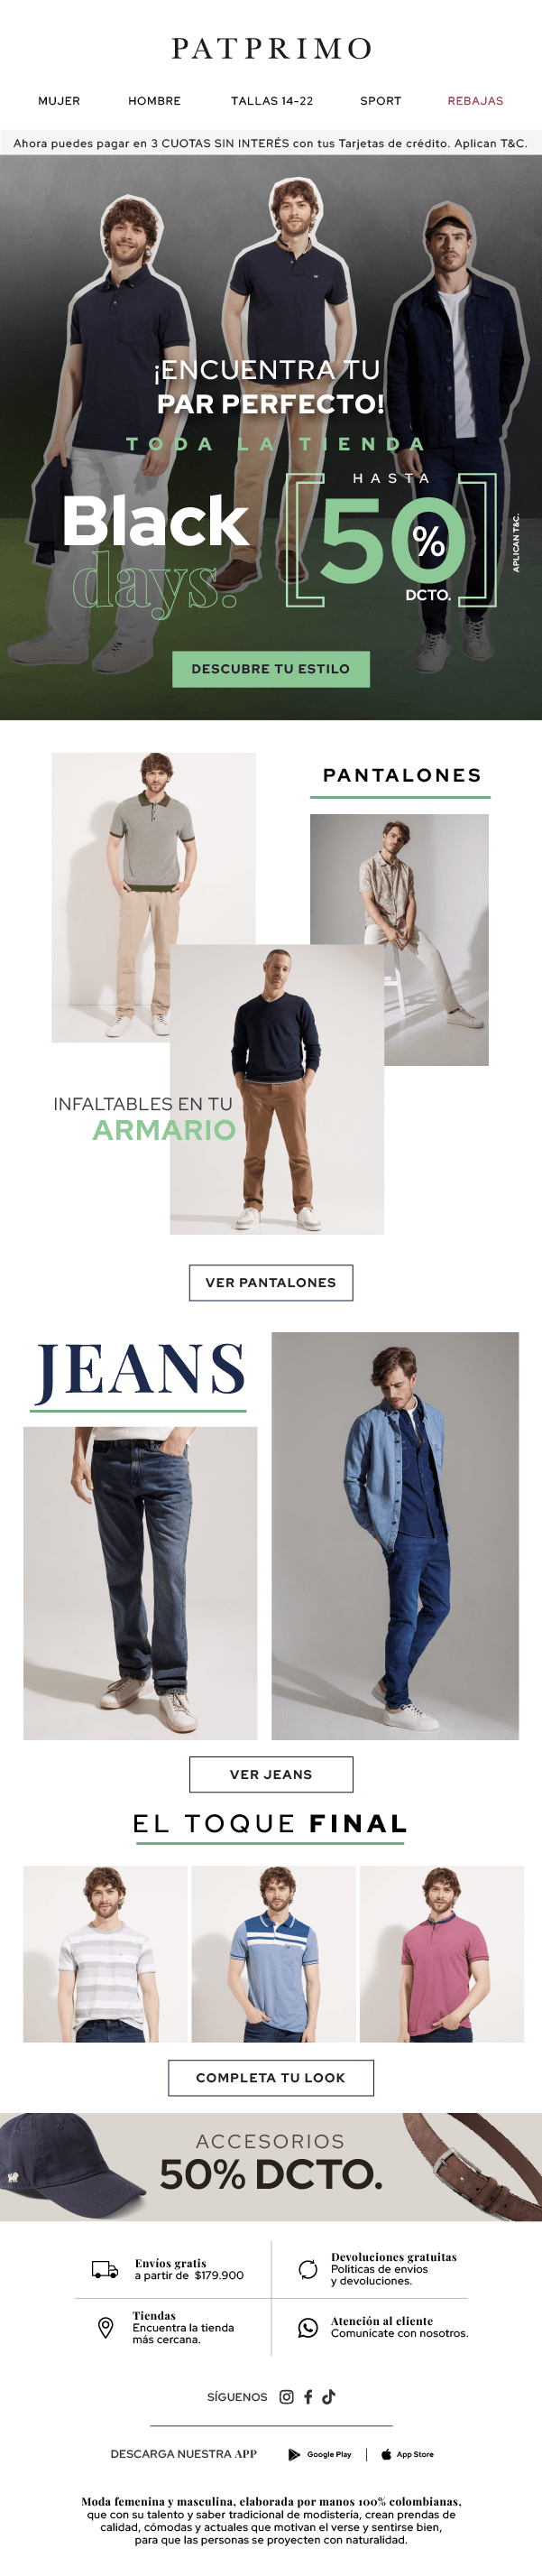 PATPRIMO
MUJER HOMBRE TALLAS 14-22 SPORT REBAJAS
Ahora puedes pagar en 3 CUOTAS SIN INTERÉS con tus Tarjetas de crédito. Aplican T&C.
¡ENCUENTRA TU
PAR PERFECTO!
TODA LA TIENDA
Black
days.
HASTA
50%
DCTO.
APLICAN T&C.
DESCUBRE TU ESTILO
PANTALONES
INFALTABLES EN TU
ARMARIO
VER PANTALONES
JEANS
VER JEANS
EL TOQUE FINAL
COMPLETA TU LOOK
ACCESORIOS
50% DCTO.
Envíos gratis
a partir de $179.900
Devoluciones gratuitas
Políticas de envíos
y devoluciones.
Tiendas
Encuentra la tienda
más cercana.
Atención al cliente
Comunícate con nosotros.
SÍGUENOS
DESCARGA NUESTRA APP Google Play | App Store
Moda femenina y masculina, elaborada por manos 100% colombianas,
que con su talento y saber tradicional de modistería, crean prendas de
calidad, cómodas y actuales que motivan el verse y sentirse bien,
para que las personas se proyecten con naturalidad.